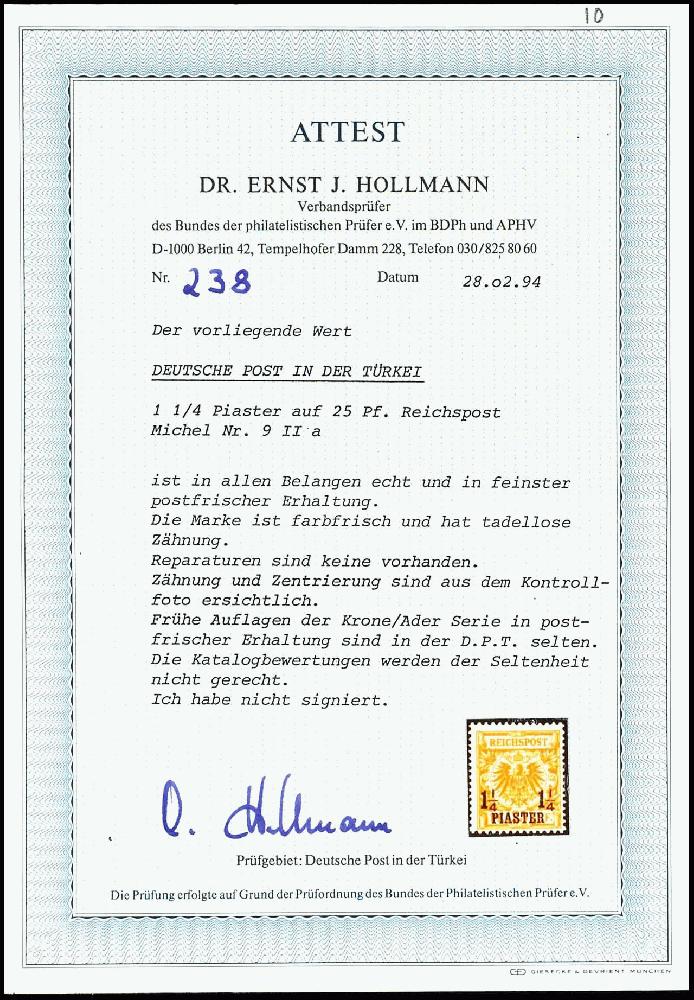 10
ATTEST
DR. ERNST J. HOLLMANN
Verbandsprüfer
des Bundes der philatelistischen Prüfer e.V. im BDPh und APHV
D-1000 Berlin 42, Tempelhofer Damm 228, Telefon 030/825 80 60
Nr. 238 Datum 28.o2.94
Der vorliegende Wert
DEUTSCHE POST IN DER TÜRKEI
1 1/4 Piaster auf 25 Pf. Reichspost
Michel Nr. 9 II a
ist in allen Belangen echt und in feinster
postfrischer Erhaltung.
Die Marke ist farbfrisch und hat tadellose
Zähnung.
Reparaturen sind keine vorhanden.
Zähnung und Zentrierung sind aus dem Kontroll-
foto ersichtlich.
Frühe Auflagen der Krone/Ader Serie in post-
frischer Erhaltung sind in der D.P.T. selten.
Die Katalogbewertungen werden der Seltenheit
nicht gerecht.
Ich habe nicht signiert.
REICHSPOST
1 1/4 1 1/4
PIASTER
Hollmann
Prüfgebiet: Deutsche Post in der Türkei
Die Prüfung erfolgte auf Grund der Prüfordnung des Bundes der Philatelistischen Prüfer e.V.
GIESECKE & DEVRIENT MÜNCHEN